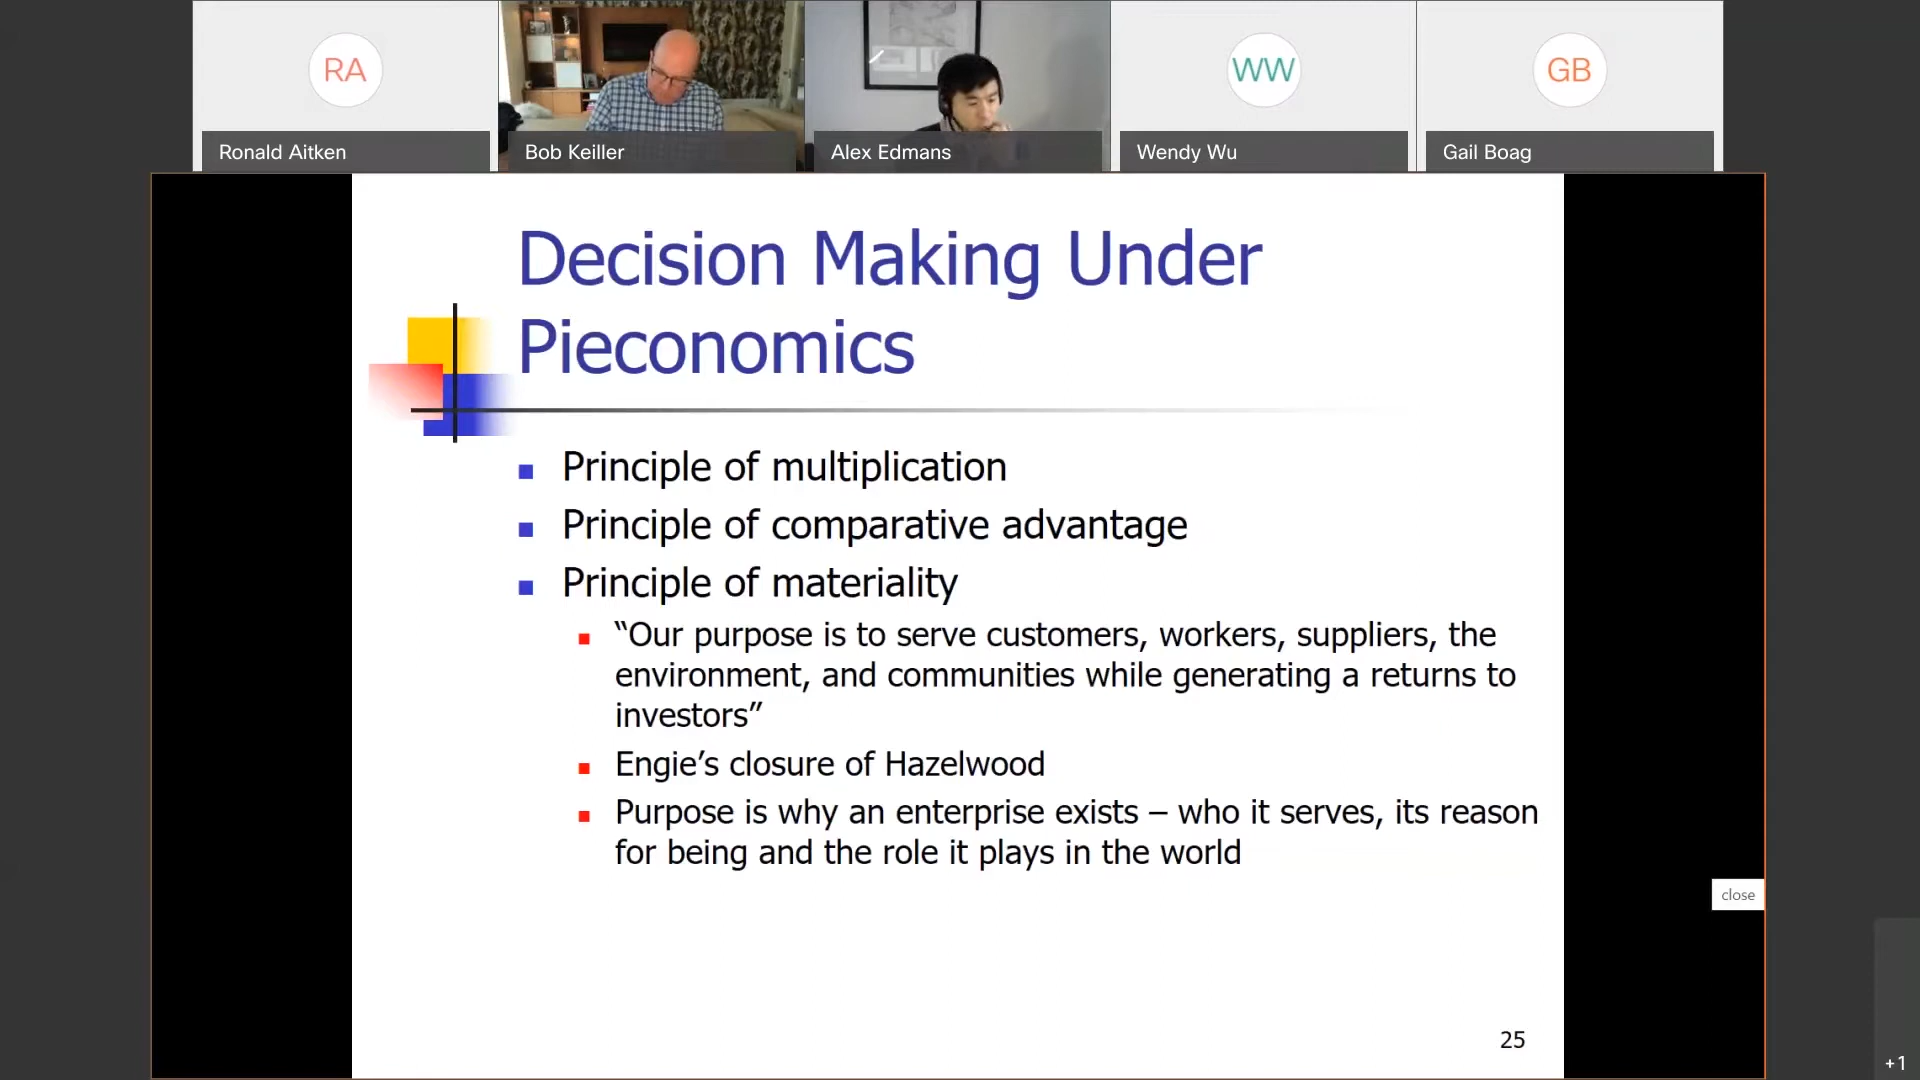 RA
WW
GB
Ronald Aitken
Bob Keiller
Alex Edmans
Wendy Wu
Gail Boag
Decision Making Under
Pieconomics
Principle of multiplication
Principle of comparative advantage
Principle of materiality
“Our purpose is to serve customers, workers, suppliers, the
environment, and communities while generating a returns to
investors”
Engie’s closure of Hazelwood
Purpose is why an enterprise exists – who it serves, its reason
for being and the role it plays in the world
close
25
+1